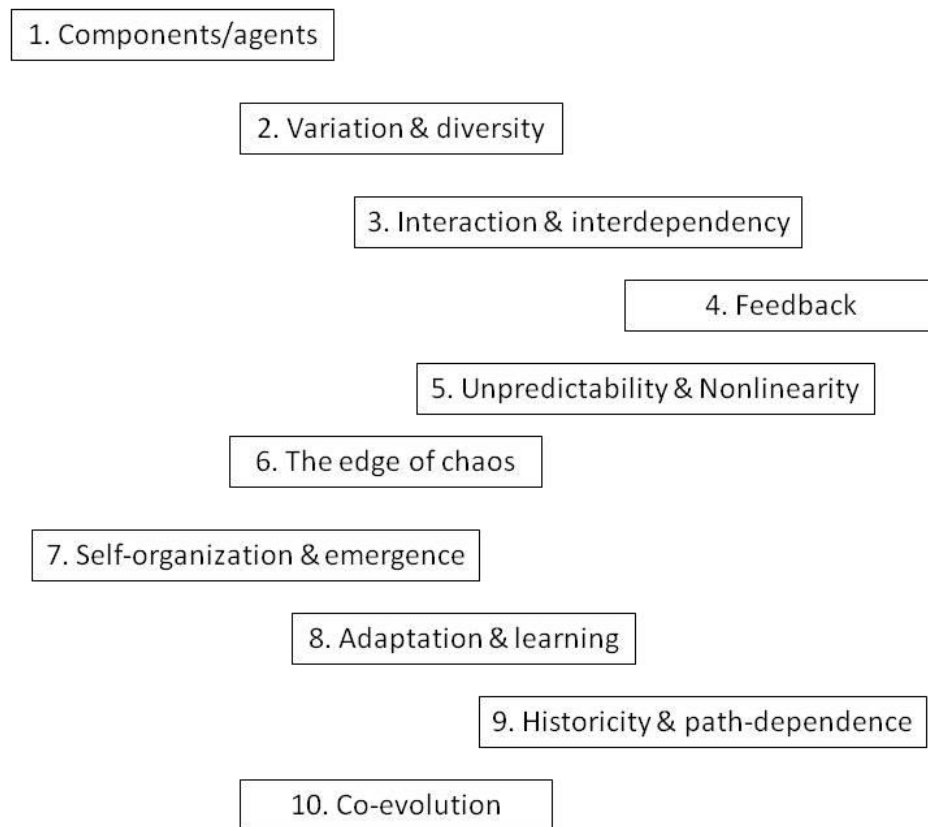 1. Components/agents
2. Variation & diversity
3. Interaction & interdependency
4. Feedback
5. Unpredictability & Nonlinearity
6. The edge of chaos
7. Self-organization & emergence
8. Adaptation & learning
9. Historicity & path-dependence
10. Co-evolution